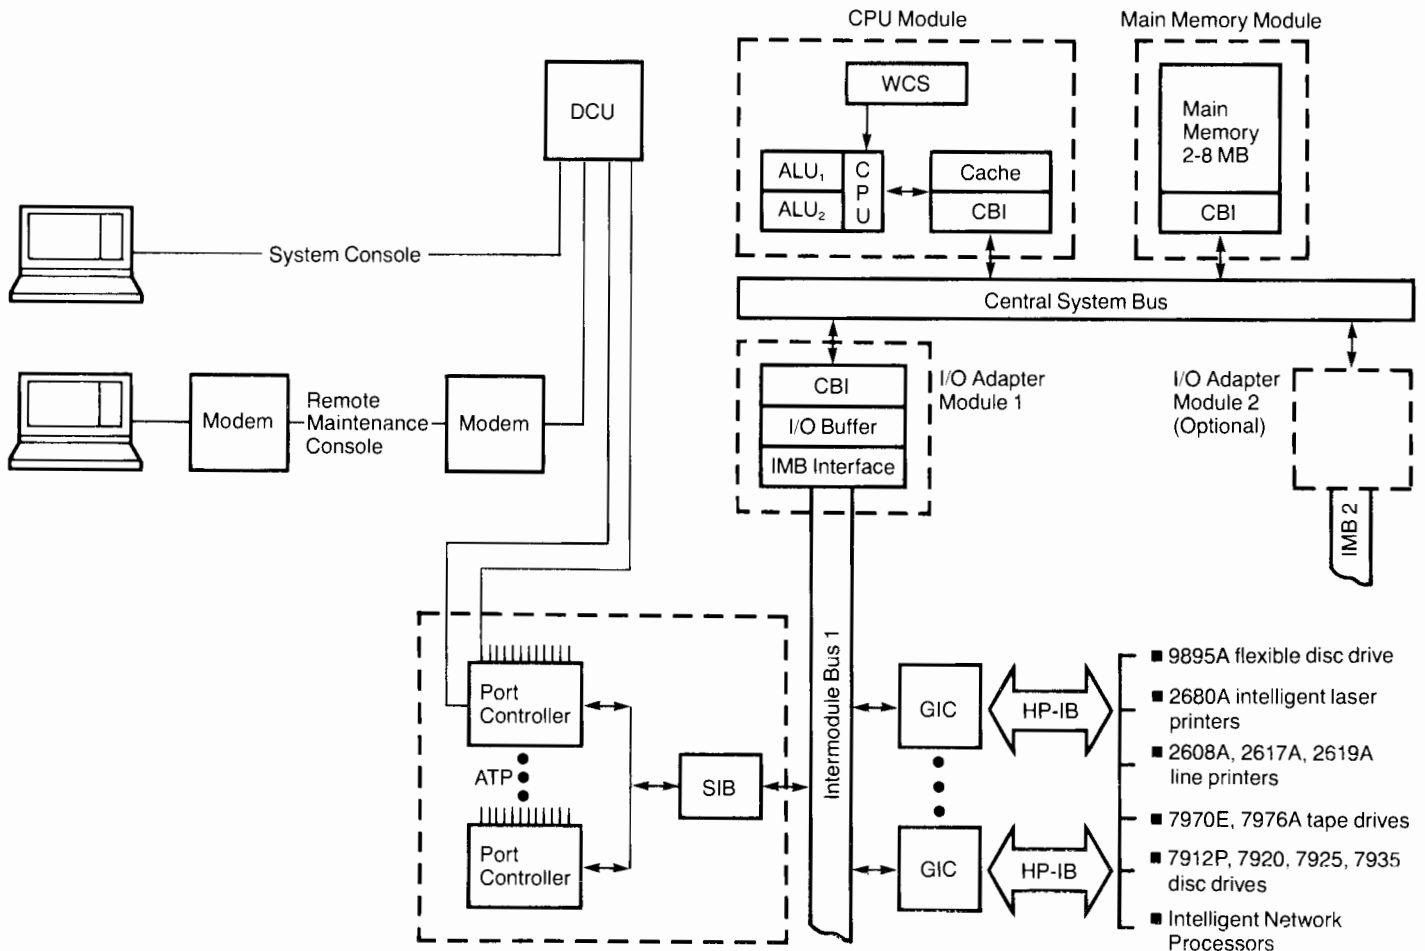 CPU Module
Main Memory Module
WCS
DCU
Main
Memory
2-8 MB
ALU₁
ALU₂
C
P
U
Cache
CBI
CBI
System Console
Central System Bus
CBI
I/O Buffer
IMB Interface
I/O Adapter
Module 1
I/O Adapter
Module 2
(Optional)
IMB 2
Modem
Remote
Maintenance
Console
Modem
Intermodule Bus 1
Port
Controller
ATP
Port
Controller
SIB
GIC
HP-IB
GIC
HP-IB
■ 9895A flexible disc drive
■ 2680A intelligent laser
printers
■ 2608A, 2617A, 2619A
line printers
■ 7970E, 7976A tape drives
■ 7912P, 7920, 7925, 7935
disc drives
■ Intelligent Network
Processors